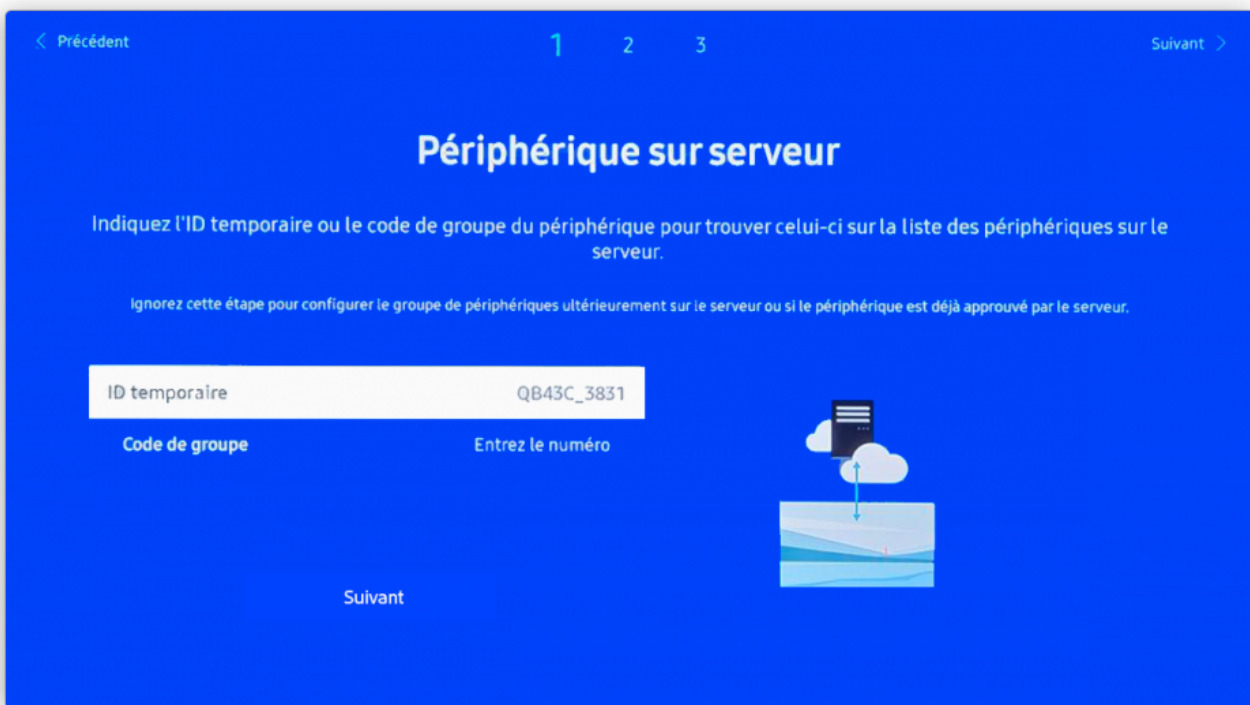 Précédent
1 2 3
Suivant
Périphérique sur serveur
Indiquez l'ID temporaire ou le code de groupe du périphérique pour trouver celui-ci sur la liste des périphériques sur le
serveur.
Ignorez cette étape pour configurer le groupe de périphériques ultérieurement sur le serveur ou si le périphérique est déjà approuvé par le serveur.
ID temporaire QB43C_3831
Code de groupe Entrez le numéro
Suivant